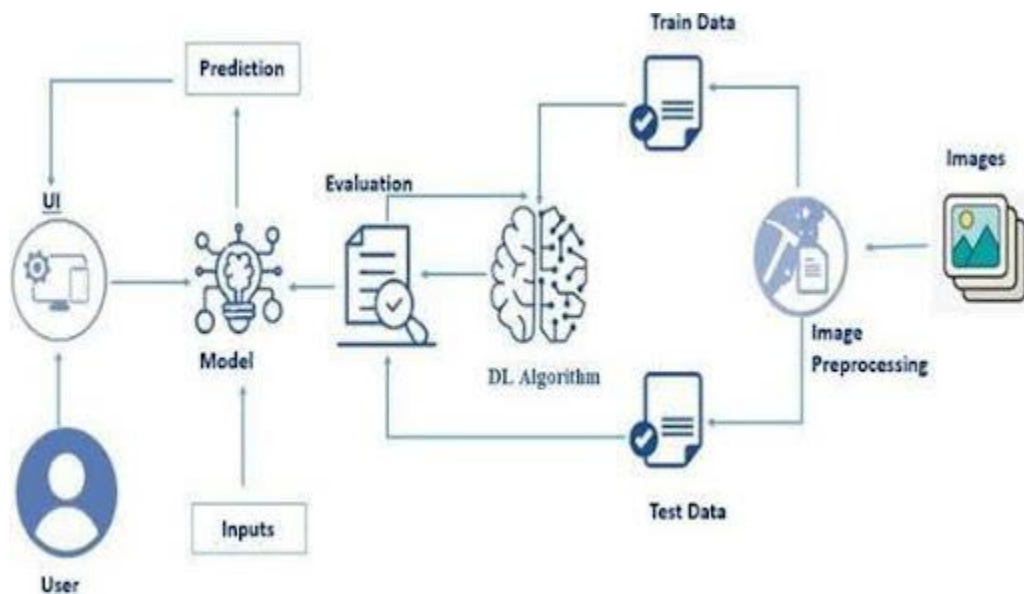 Train Data
Prediction
Images
Evaluation
UI
Image
Preprocessing
Model
DL Algorithm
Test Data
Inputs
User